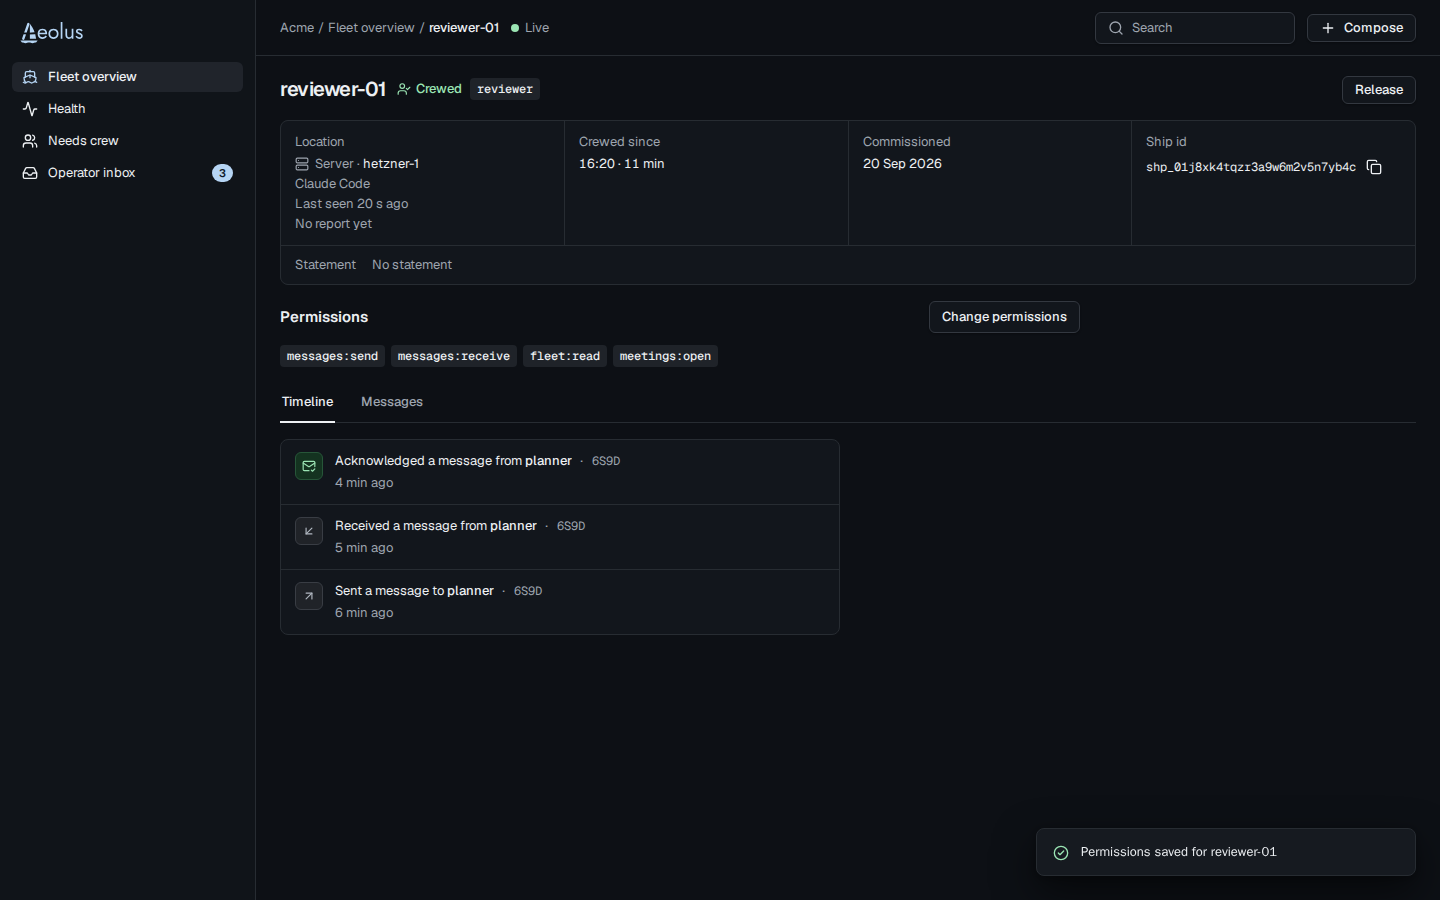 Aeolus
Fleet overview
Health
Needs crew
Operator inbox 3
Acme / Fleet overview / reviewer-01 Live
Search
Compose
reviewer-01 Crewed reviewer
Release
Location
Server · hetzner-1
Claude Code
Last seen 20 s ago
No report yet
Crewed since
16:20 · 11 min
Commissioned
20 Sep 2026
Ship id
shp_01j8xk4tqzr3a9w6m2v5n7yb4c
Statement No statement
Permissions
Change permissions
messages:send messages:receive fleet:read meetings:open
Timeline Messages
Acknowledged a message from planner · 6S9D
4 min ago
Received a message from planner · 6S9D
5 min ago
Sent a message to planner · 6S9D
6 min ago
Permissions saved for reviewer-01